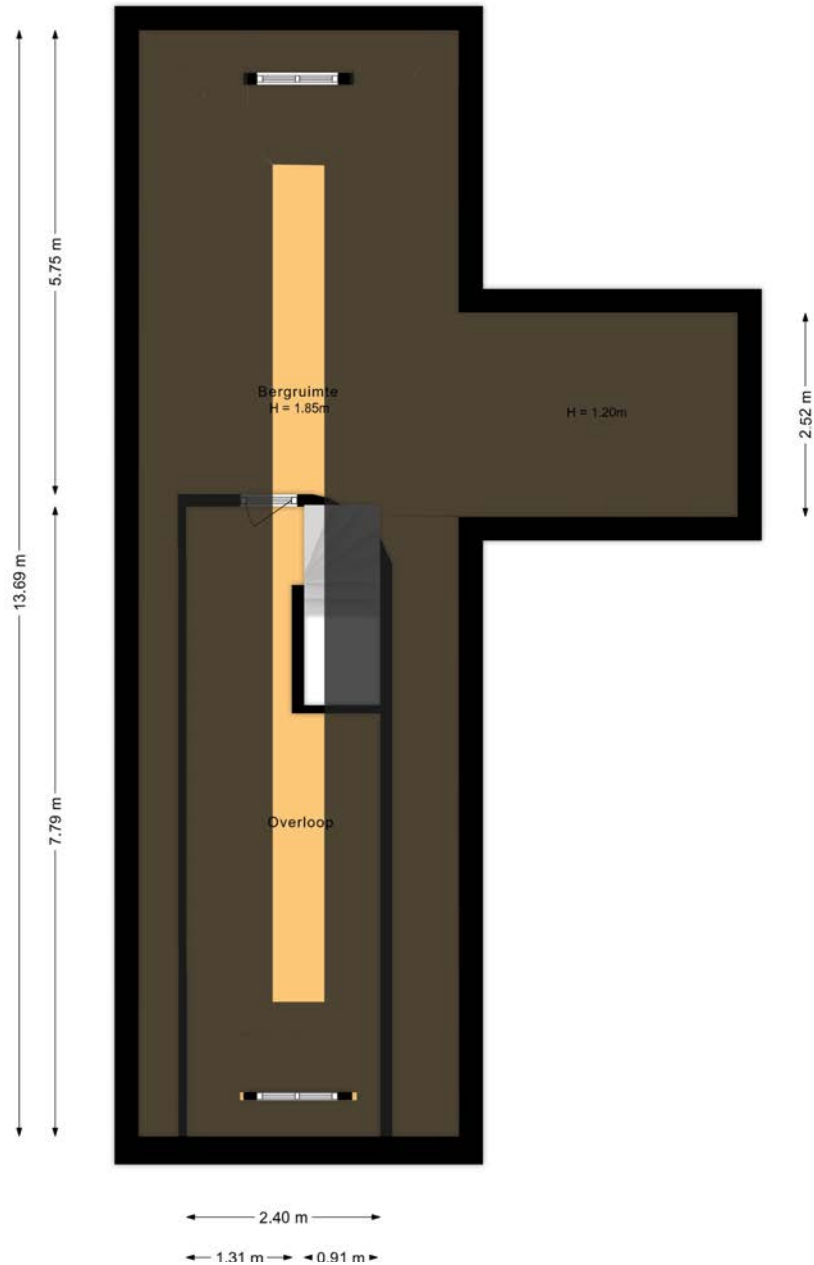 5.75 m
Bergruimte
H = 1.85m
H = 1.20m
2.52 m
13.69 m
7.79 m
Overloop
2.40 m
1.31 m
0.91 m